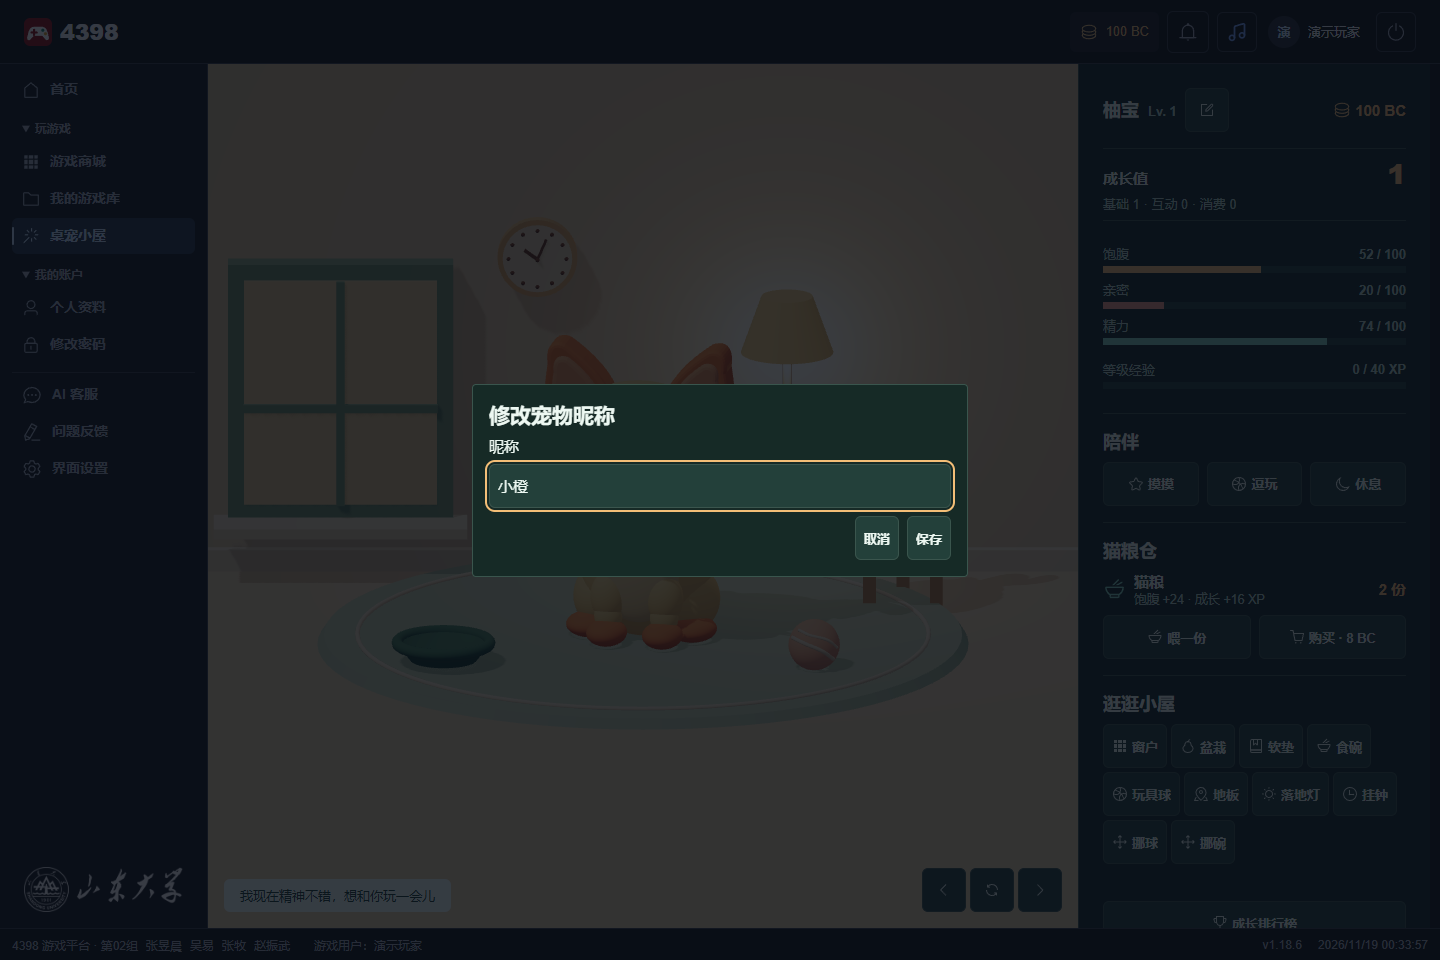 4398
100 BC
演
演示玩家
首页
▼ 玩游戏
游戏商城
我的游戏库
桌宠小屋
▼ 我的账户
个人资料
修改密码
AI 客服
问题反馈
界面设置
山东大学
柚宝 Lv. 1
100 BC
成长值 1
基础 1 · 互动 0 · 消费 0
饱腹 52 / 100
亲密 20 / 100
精力 74 / 100
等级经验 0 / 40 XP
陪伴
摸摸 逗玩 休息
猫粮仓
猫粮
饱腹 +24 · 成长 +16 XP
2 份
喂一份 购买 · 8 BC
逛逛小屋
窗户 盆栽 软垫 食碗
玩具球 地板 落地灯 挂钟
挪球 挪碗
成长排行榜
修改宠物昵称
昵称
小橙
取消 保存
我现在精神不错，想和你玩一会儿
4398 游戏平台 · 第02组 张昱晨 吴易 张牧 赵振武 游戏用户：演示玩家
v1.18.6 2026/11/19 00:33:57